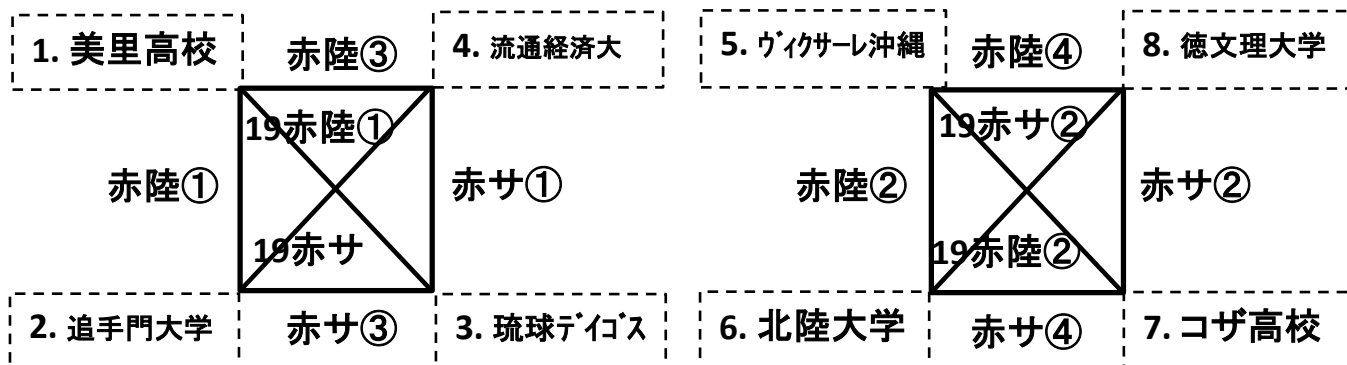 1. 美里高校 赤陸③ 4. 流通経済大 5. ヴィクサーレ沖縄 赤陸④ 8. 徳文理大学
19赤陸① 19赤サ②
赤陸① 赤サ① 赤陸② 赤サ②
19赤サ 19赤陸②
2. 追手門大学 赤サ③ 3. 琉球デイゴス 6. 北陸大学 赤サ④ 7. コザ高校